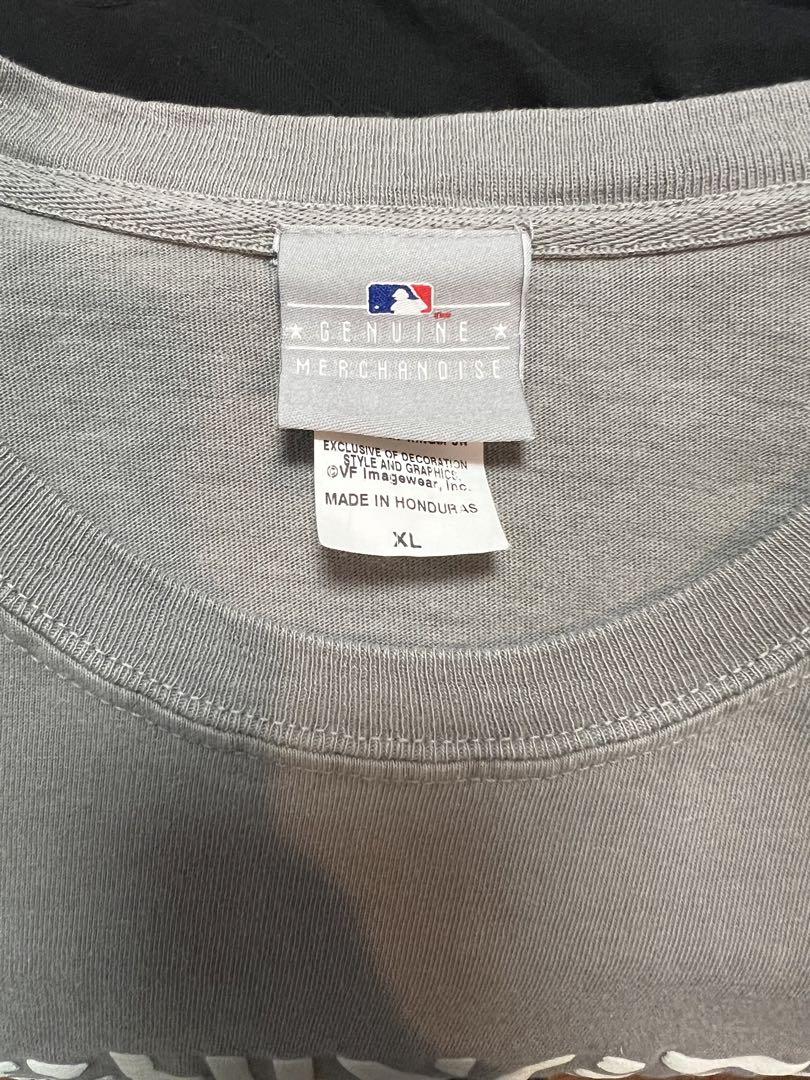 ★ GENUINE ★
MERCHANDISE
EXCLUSIVE OF DECORATION
STYLE AND GRAPHICS.
©VF Imagewear, Inc.
MADE IN HONDURAS
XL